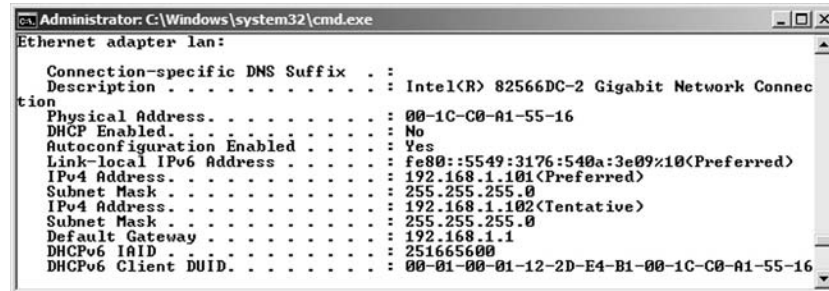 Administrator: C:\Windows\system32\cmd.exe
Ethernet adapter lan:
Connection-specific DNS Suffix . :
Description . . . . . . . . . . . : Intel(R) 82566DC-2 Gigabit Network Connec
tion
Physical Address. . . . . . . . . : 00-1C-C0-A1-55-16
DHCP Enabled. . . . . . . . . . . : No
Autoconfiguration Enabled . . . . : Yes
Link-local IPv6 Address . . . . . : fe80::5549:3176:540a:3e09%10(Preferred)
IPv4 Address. . . . . . . . . . . : 192.168.1.101(Preferred)
Subnet Mask . . . . . . . . . . . : 255.255.255.0
IPv4 Address. . . . . . . . . . . : 192.168.1.102(Tentative)
Subnet Mask . . . . . . . . . . . : 255.255.255.0
Default Gateway . . . . . . . . . : 192.168.1.1
DHCPv6 IAID . . . . . . . . . . . : 251665600
DHCPv6 Client DUID. . . . . . . . : 00-01-00-01-12-2D-E4-B1-00-1C-C0-A1-55-16